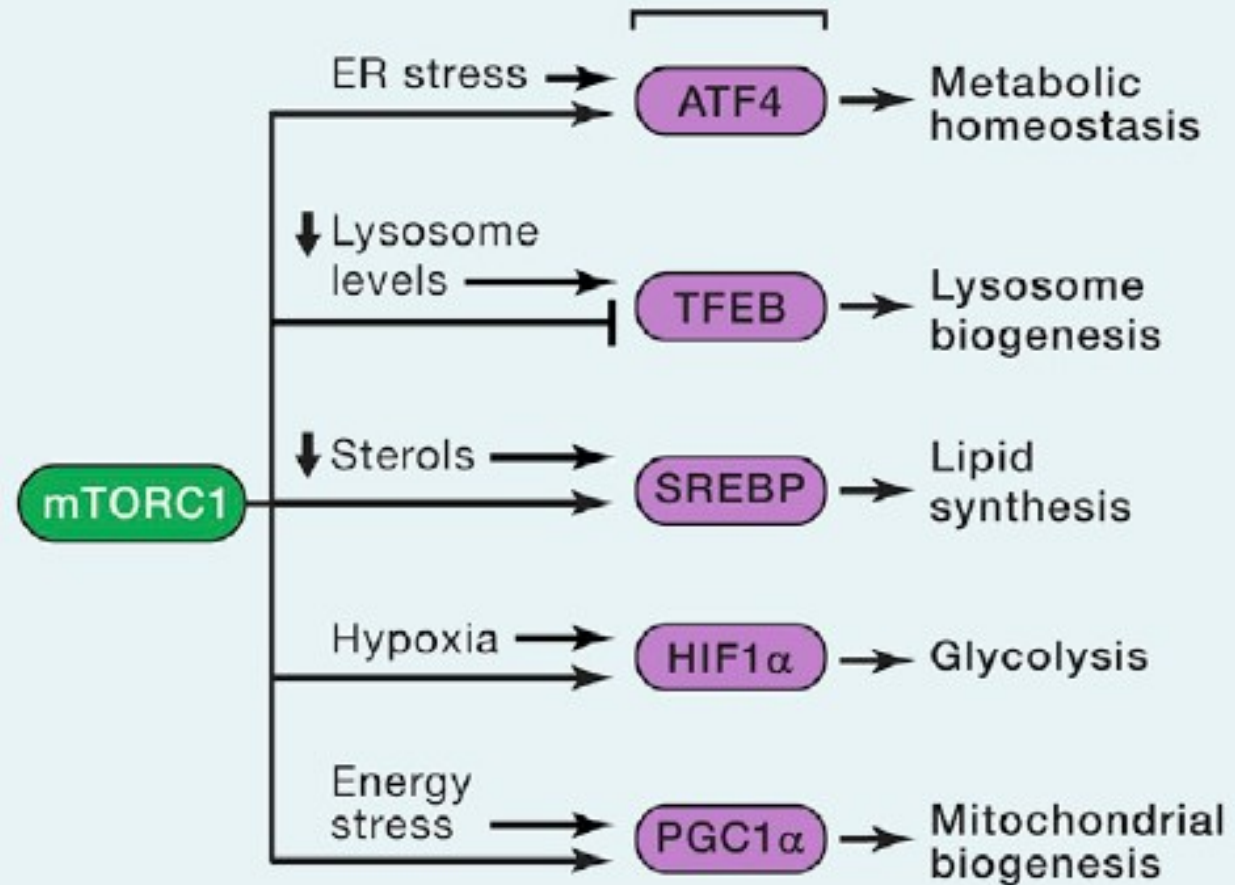 ER stress
ATF4
Metabolic
homeostasis
Lysosome
levels
TFEB
Lysosome
biogenesis
mTORC1
Sterols
SREBP
Lipid
synthesis
Hypoxia
HIF1α
Glycolysis
Energy
stress
PGC1α
Mitochondrial
biogenesis